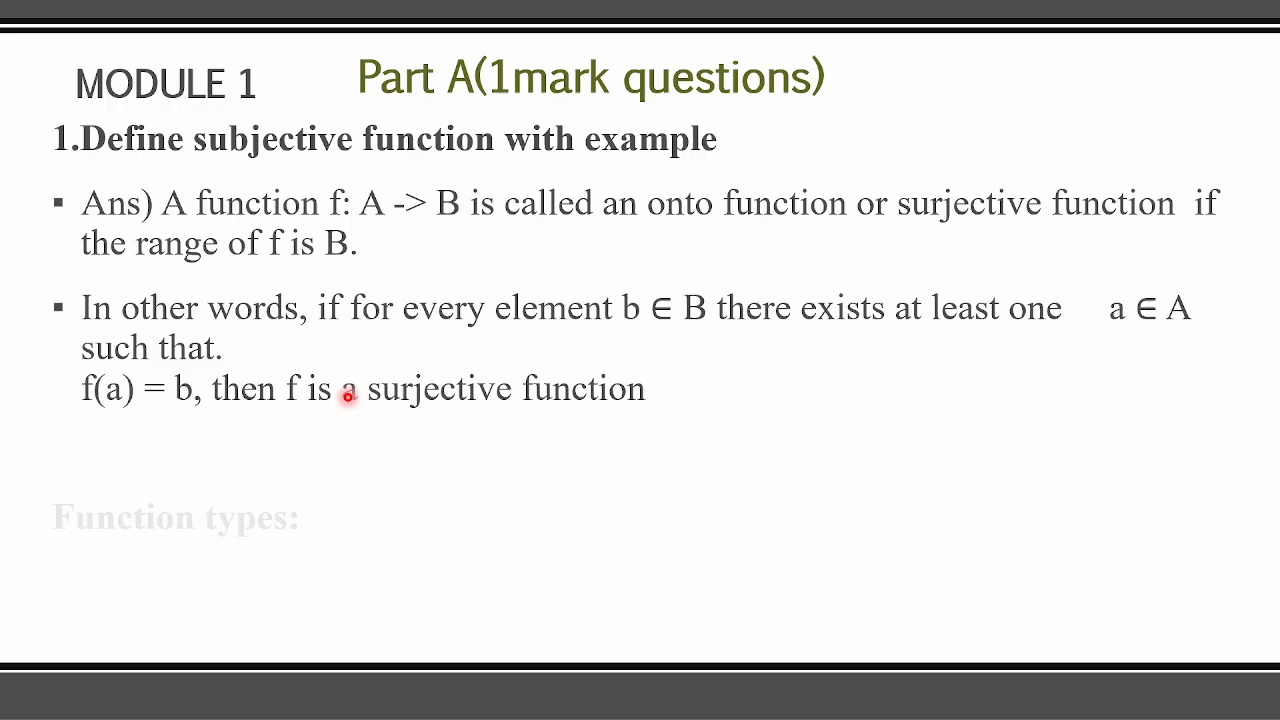 MODULE 1
Part A(1mark questions)
1.Define subjective function with example
▪ Ans) A function f: A -> B is called an onto function or surjective function if
the range of f is B.
▪ In other words, if for every element b ∈ B there exists at least one a ∈ A
such that.
f(a) = b, then f is a surjective function
Function types: